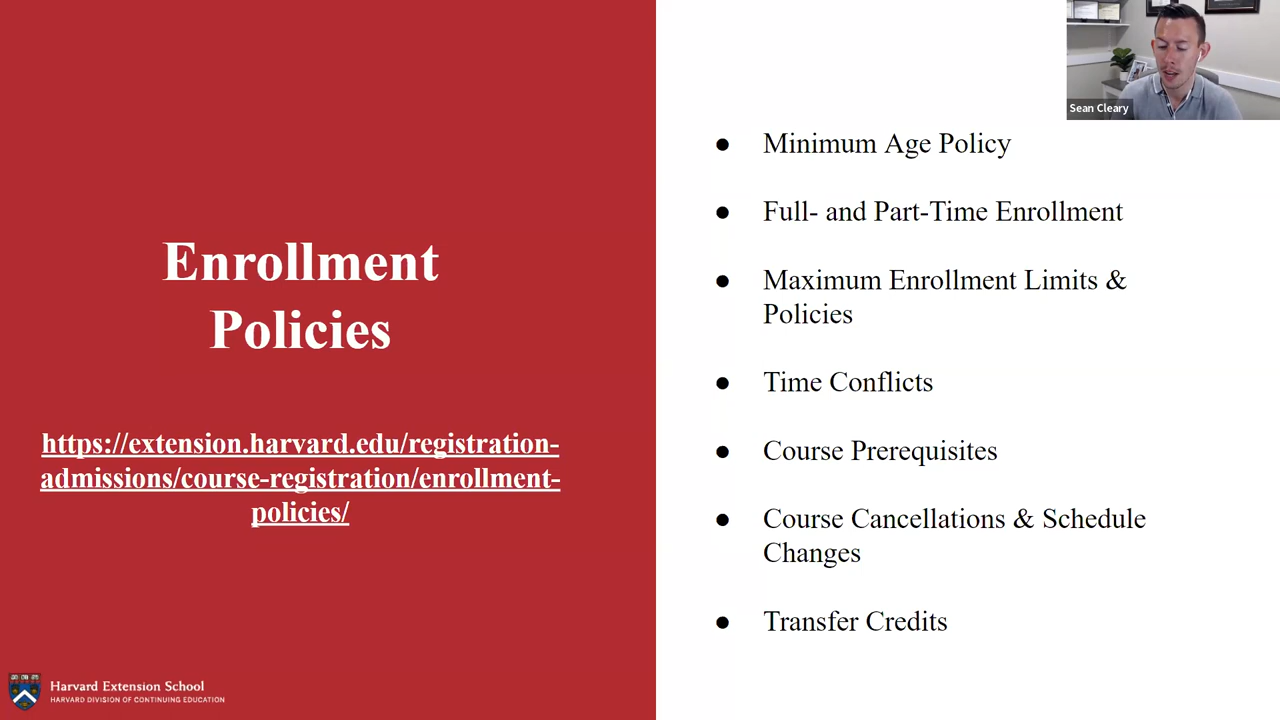 Enrollment
Policies
https://extension.harvard.edu/registration-
admissions/course-registration/enrollment-
policies/
Harvard Extension School
HARVARD DIVISION OF CONTINUING EDUCATION
Sean Cleary
● Minimum Age Policy
● Full- and Part-Time Enrollment
● Maximum Enrollment Limits &
Policies
● Time Conflicts
● Course Prerequisites
● Course Cancellations & Schedule
Changes
● Transfer Credits